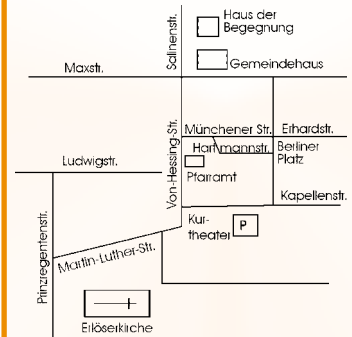 Haus der
Begegnung
Salinenstr.
Gemeindehaus
Maxstr.
Münchener Str.
Erhardstr.
Von-Hessing-Str.
Hartmannstr.
Berliner
Platz
Ludwigstr.
Pfarramt
Kapellenstr.
Kur-
theater
P
Prinzregentenstr.
Martin-Luther-Str.
Erlöserkirche